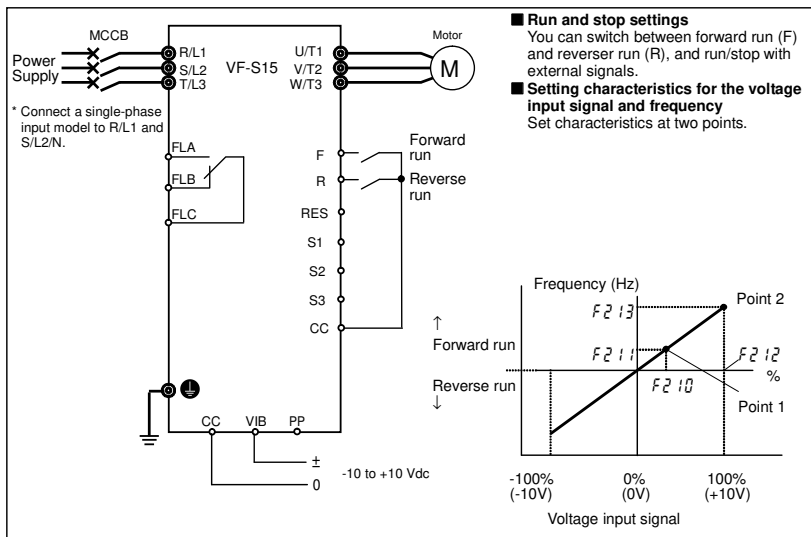 MCCB
Power
Supply
R/L1
S/L2
T/L3
VF-S15
U/T1
V/T2
W/T3
Motor
M
* Connect a single-phase
input model to R/L1 and
S/L2/N.
FLA
FLB
FLC
F
R
RES
S1
S2
S3
CC
Forward
run
Reverse
run
CC
VIB
PP
±
0
-10 to +10 Vdc
■ Run and stop settings
You can switch between forward run (F)
and reverser run (R), and run/stop with
external signals.
■ Setting characteristics for the voltage
input signal and frequency
Set characteristics at two points.
Frequency (Hz)
F213
Point 2
↑
Forward run
F211
F212
%
Reverse run
↓
F210
Point 1
-100%
(-10V)
0%
(0V)
100%
(+10V)
Voltage input signal